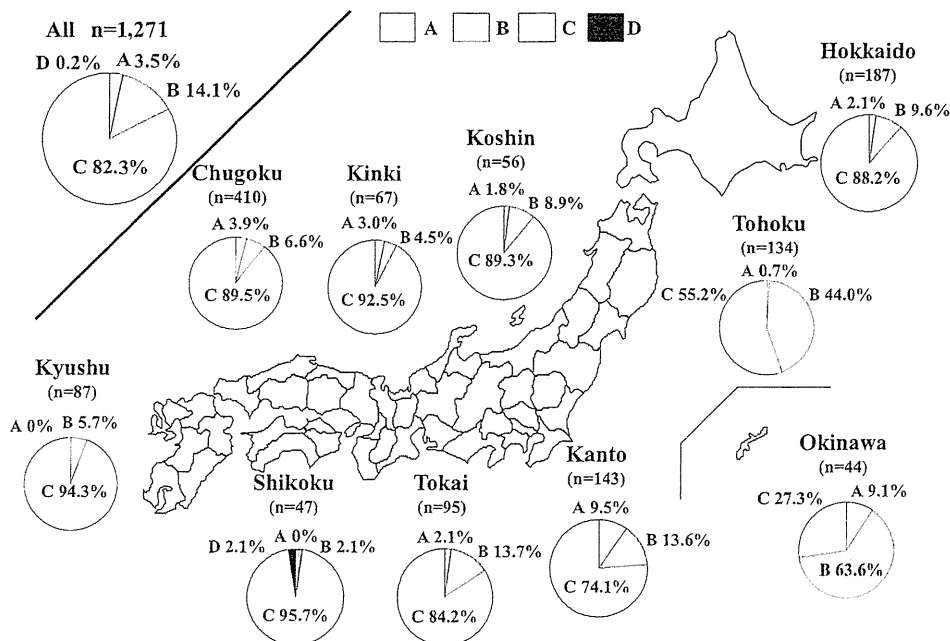 All n=1,271
D 0.2% A 3.5%
B 14.1%
C 82.3%
A B C D
Hokkaido
(n=187)
A 2.1% B 9.6%
C 88.2%
Koshin
(n=56)
A 1.8% B 8.9%
C 89.3%
Chugoku
(n=410)
A 3.9%
B 6.6%
C 89.5%
Kinki
(n=67)
A 3.0%
B 4.5%
C 92.5%
Tohoku
(n=134)
A 0.7%
C 55.2% B 44.0%
Kyushu
(n=87)
A 0% B 5.7%
C 94.3%
Shikoku
(n=47)
A 0%
D 2.1% B 2.1%
C 95.7%
Tokai
(n=95)
A 2.1%
B 13.7%
C 84.2%
Kanto
(n=143)
A 9.5%
B 13.6%
C 74.1%
Okinawa
(n=44)
C 27.3% A 9.1%
B 63.6%